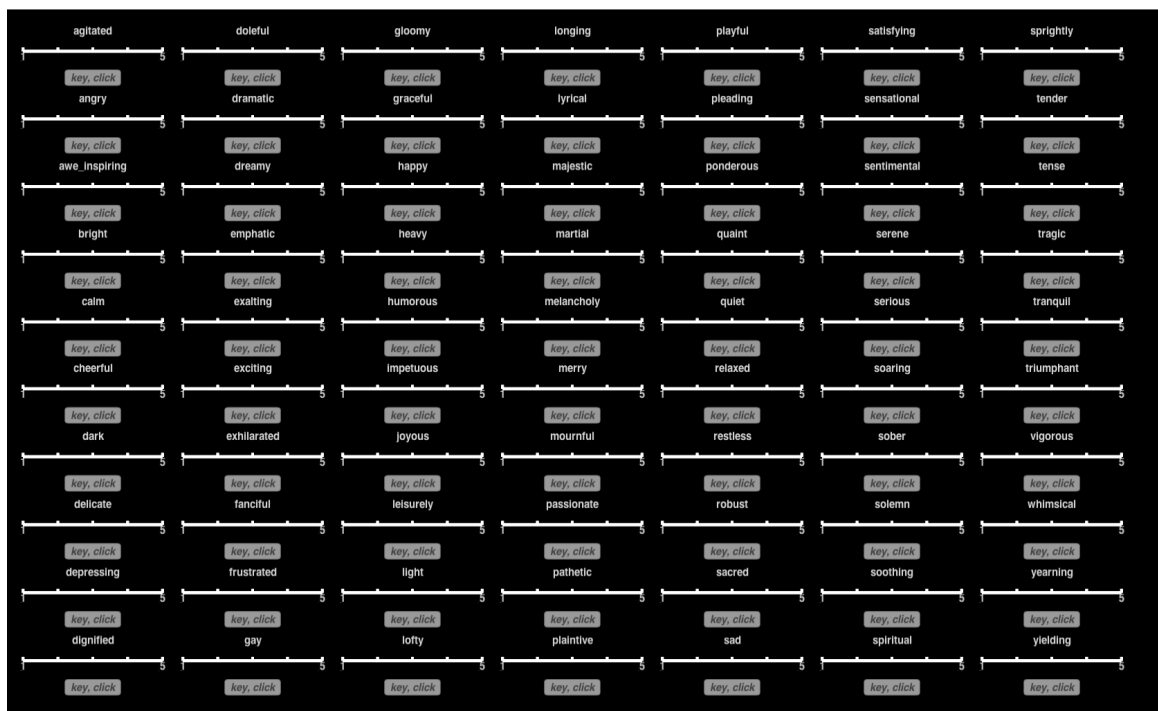 agitated doleful gloomy longing playful satisfying sprightly
1 5 1 5 1 5 1 5 1 5 1 5 1 5
key, click key, click key, click key, click key, click key, click key, click
angry dramatic graceful lyrical pleading sensational tender
1 5 1 5 1 5 1 5 1 5 1 5 1 5
key, click key, click key, click key, click key, click key, click key, click
awe_inspiring dreamy happy majestic ponderous sentimental tense
1 5 1 5 1 5 1 5 1 5 1 5 1 5
key, click key, click key, click key, click key, click key, click key, click
bright emphatic heavy martial quaint serene tragic
1 5 1 5 1 5 1 5 1 5 1 5 1 5
key, click key, click key, click key, click key, click key, click key, click
calm exalting humorous melancholy quiet serious tranquil
1 5 1 5 1 5 1 5 1 5 1 5 1 5
key, click key, click key, click key, click key, click key, click key, click
cheerful exciting impetuous merry relaxed soaring triumphant
1 5 1 5 1 5 1 5 1 5 1 5 1 5
key, click key, click key, click key, click key, click key, click key, click
dark exhilarated joyous mournful restless sober vigorous
1 5 1 5 1 5 1 5 1 5 1 5 1 5
key, click key, click key, click key, click key, click key, click key, click
delicate fanciful leisurely passionate robust solemn whimsical
1 5 1 5 1 5 1 5 1 5 1 5 1 5
key, click key, click key, click key, click key, click key, click key, click
depressing frustrated light pathetic sacred soothing yearning
1 5 1 5 1 5 1 5 1 5 1 5 1 5
key, click key, click key, click key, click key, click key, click key, click
dignified gay lofty plaintive sad spiritual yielding
1 5 1 5 1 5 1 5 1 5 1 5 1 5
key, click key, click key, click key, click key, click key, click key, click